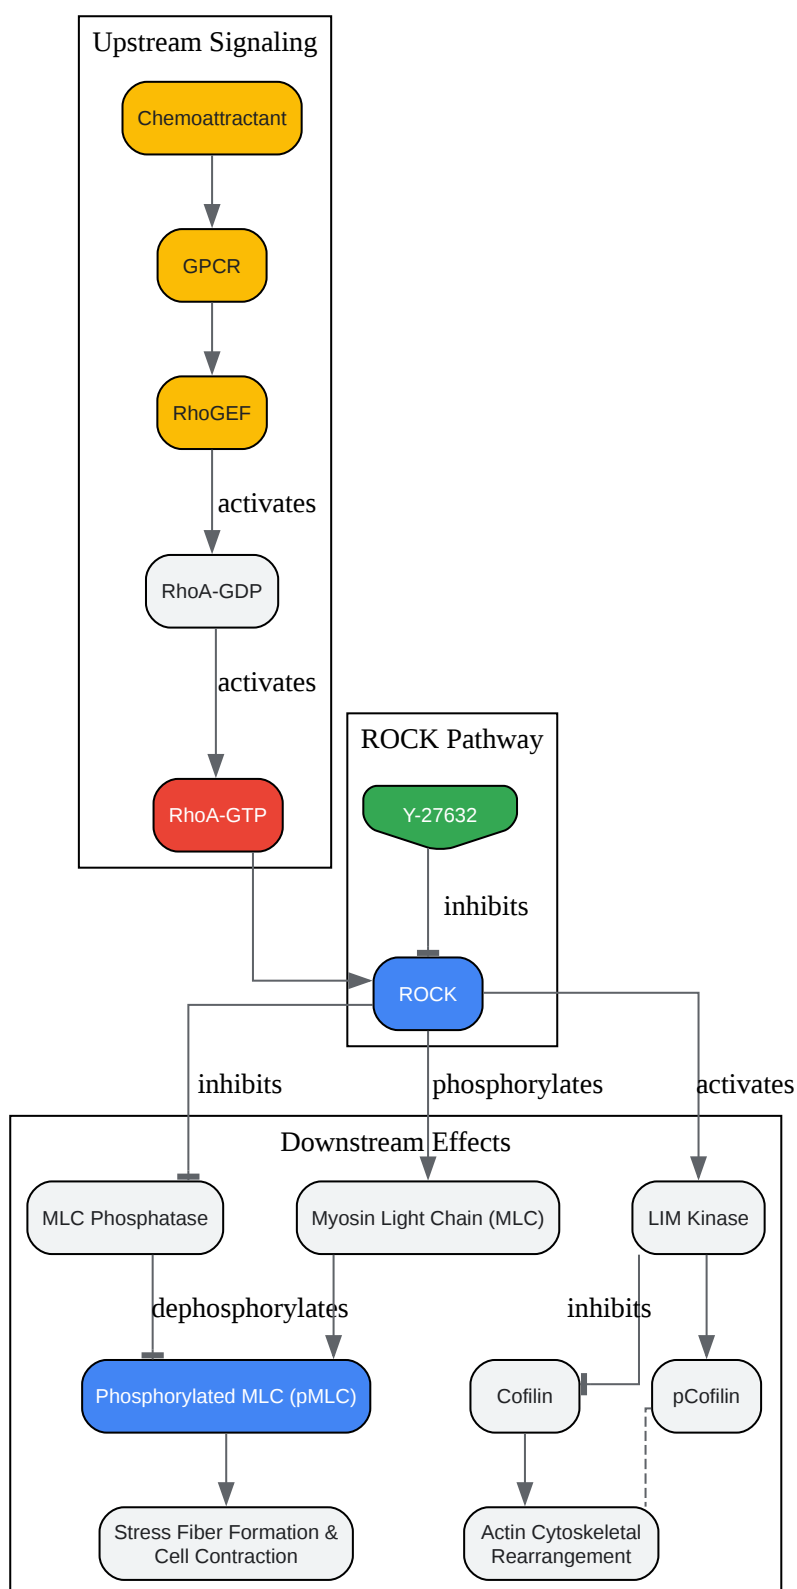 Upstream Signaling
Chemoattractant
GPCR
RhoGEF
activates
RhoA-GDP
activates
ROCK Pathway
RhoA-GTP
Y-27632
inhibits
ROCK
inhibits
phosphorylates
activates
Downstream Effects
MLC Phosphatase
Myosin Light Chain (MLC)
LIM Kinase
dephosphorylates
inhibits
Phosphorylated MLC (pMLC)
Cofilin
pCofilin
Stress Fiber Formation &
Cell Contraction
Actin Cytoskeletal
Rearrangement